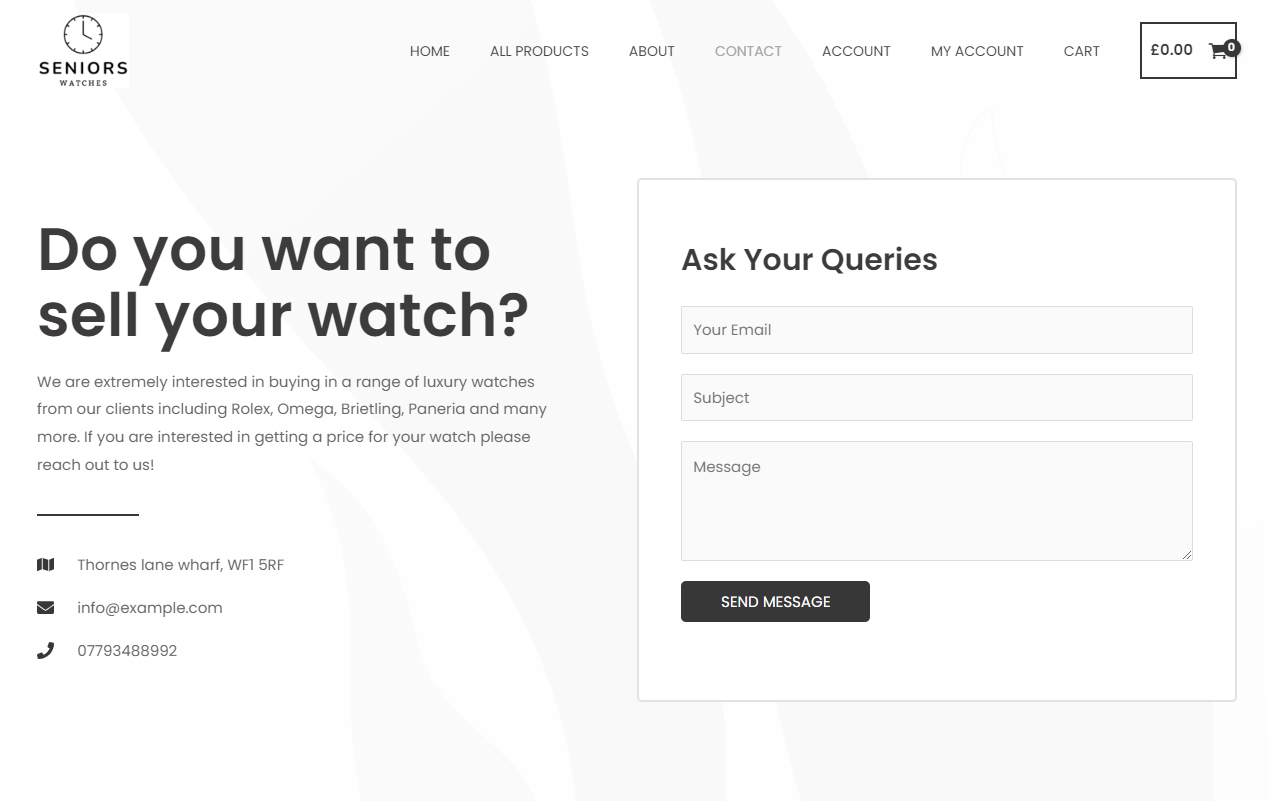 SENIORS
WATCHES
HOME
ALL PRODUCTS
ABOUT
CONTACT
ACCOUNT
MY ACCOUNT
CART
£0.00
0
Do you want to
sell your watch?
We are extremely interested in buying in a range of luxury watches
from our clients including Rolex, Omega, Brietling, Paneria and many
more. If you are interested in getting a price for your watch please
reach out to us!
Thornes lane wharf, WF1 5RF
info@example.com
07793488992
Ask Your Queries
Your Email
Subject
Message
SEND MESSAGE